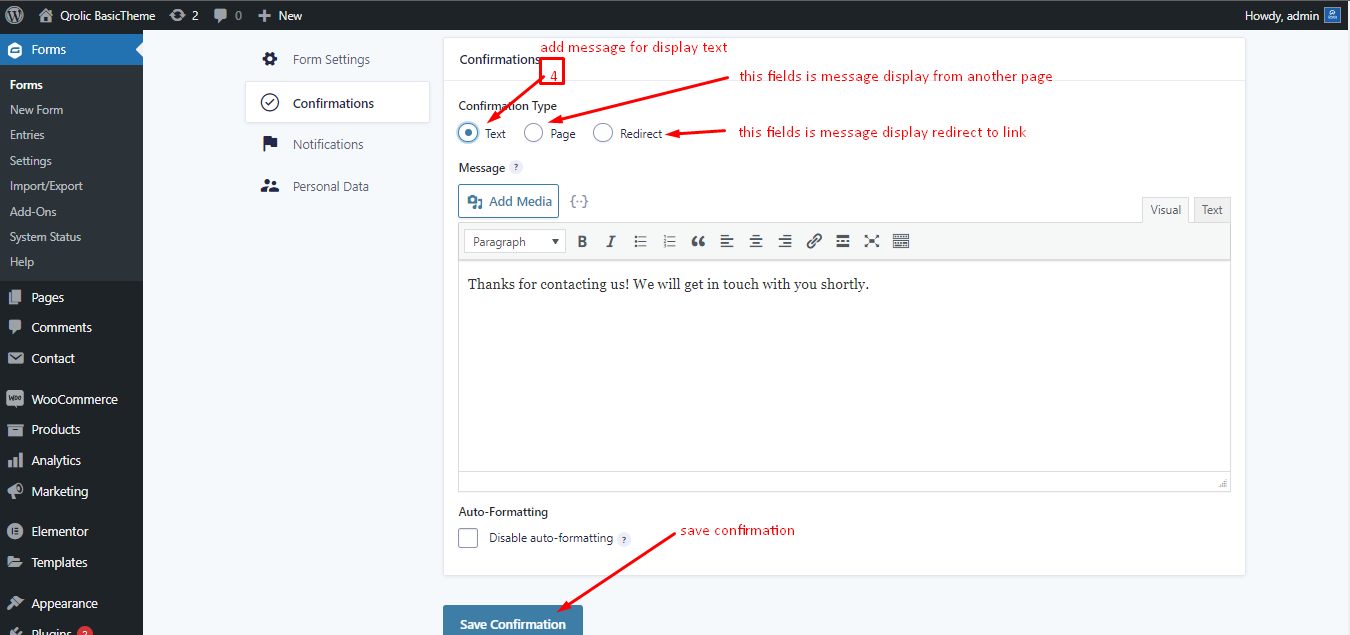 Qrolic BasicTheme 2 0 New Howdy, admin
Forms
Forms
New Form
Entries
Settings
Import/Export
Add-Ons
System Status
Help
Pages
Comments
Contact
WooCommerce
Products
Analytics
Marketing
Elementor
Templates
Appearance
Plugins 2
Form Settings
Confirmations
Notifications
Personal Data
add message for display text
Confirmations
4
this fields is message display from another page
Confirmation Type
Text Page Redirect
this fields is message display redirect to link
Message ?
Add Media {··}
Visual Text
Paragraph B I
Thanks for contacting us! We will get in touch with you shortly.
Auto-Formatting
Disable auto-formatting ?
save confirmation
Save Confirmation